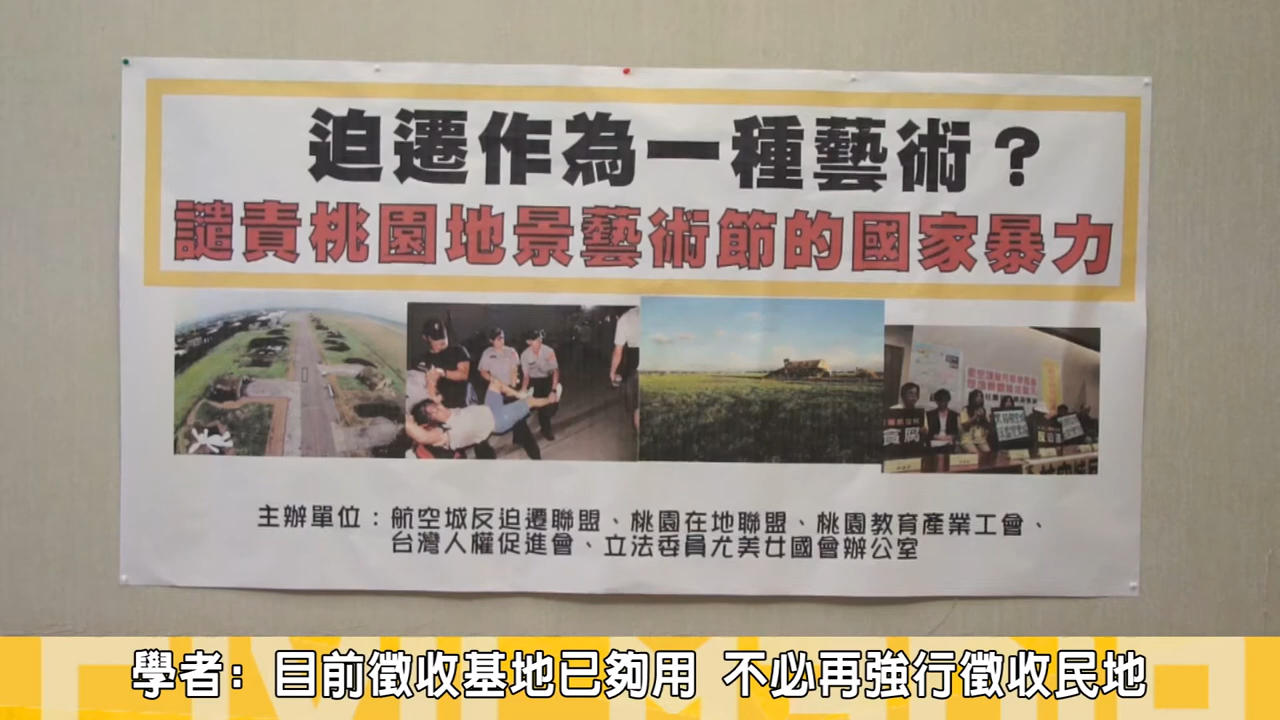 迫遷作為一種藝術？
譴責桃園地景藝術節的國家暴力
貪腐
主辦單位：航空城反迫遷聯盟、桃園在地聯盟、桃園教育產業工會、
台灣人權促進會、立法委員尤美女國會辦公室
學者：目前徵收基地已夠用 不必再強行徵收民地